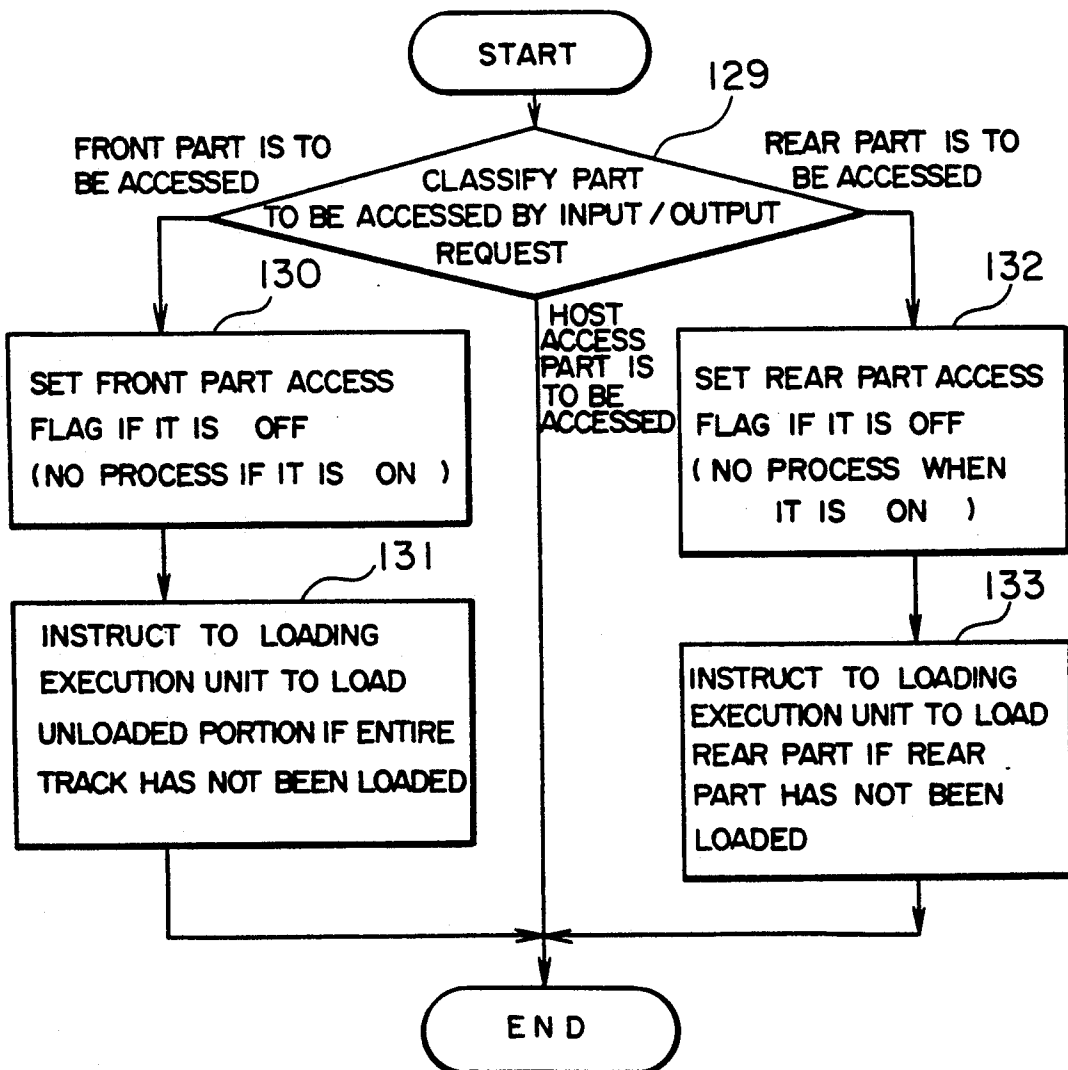 START
129
FRONT PART IS TO
BE ACCESSED
REAR PART IS TO
BE ACCESSED
CLASSIFY PART
TO BE ACCESSED BY INPUT / OUTPUT
REQUEST
130
SET FRONT PART ACCESS
FLAG IF IT IS OFF
(NO PROCESS IF IT IS ON )
HOST
ACCESS
PART IS
TO BE
ACCESSED
132
SET REAR PART ACCESS
FLAG IF IT IS OFF
( NO PROCESS WHEN
IT IS ON )
131
INSTRUCT TO LOADING
EXECUTION UNIT TO LOAD
UNLOADED PORTION IF ENTIRE
TRACK HAS NOT BEEN LOADED
133
INSTRUCT TO LOADING
EXECUTION UNIT TO LOAD
REAR PART IF REAR
PART HAS NOT BEEN
LOADED
END